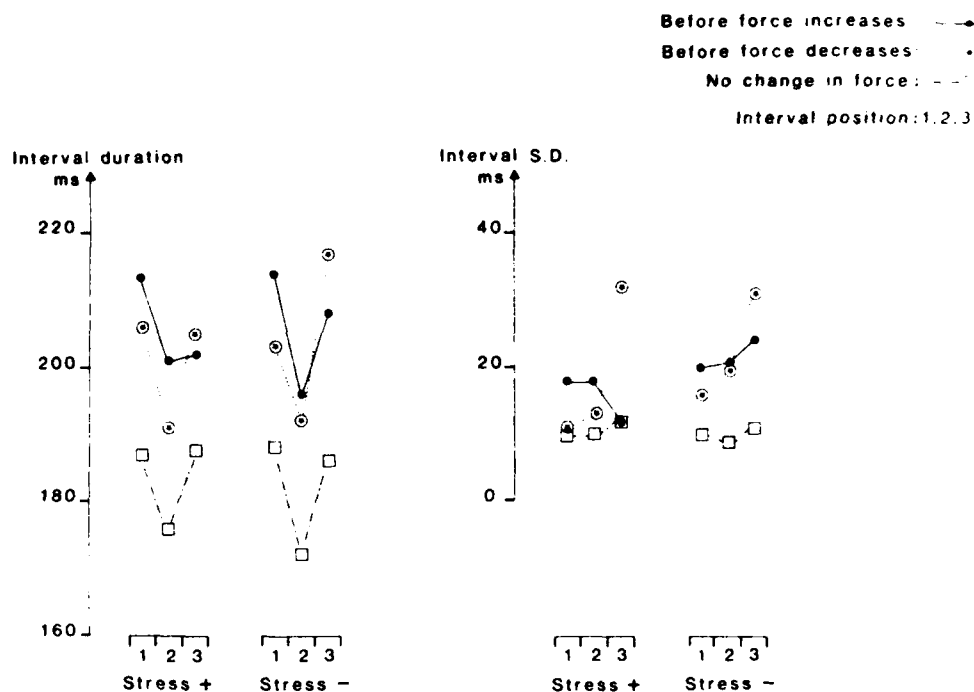 Before force increases
Before force decreases
No change in force:
Interval position:1.2.3
Interval duration
ms
220
200
180
160
1 2 3
Stress +
1 2 3
Stress −
Interval S.D.
ms
40
20
0
1 2 3
Stress +
1 2 3
Stress −